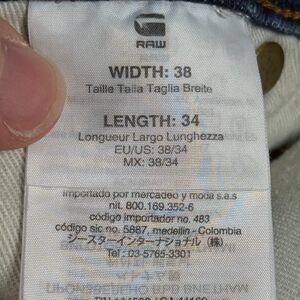 G
RAW
WIDTH: 38
Taille Talla Taglia Breite
LENGTH: 34
Longueur Largo Lunghezza
EU/US: 38/34
MX: 38/34
importado por mercadeo y moda s.a.s
nit. 800.169.352-6
código importador no. 483
código sic no. 5887, medellin - Colombia
ジースターインターナショナル（株）
Tel : 03-5765-3301